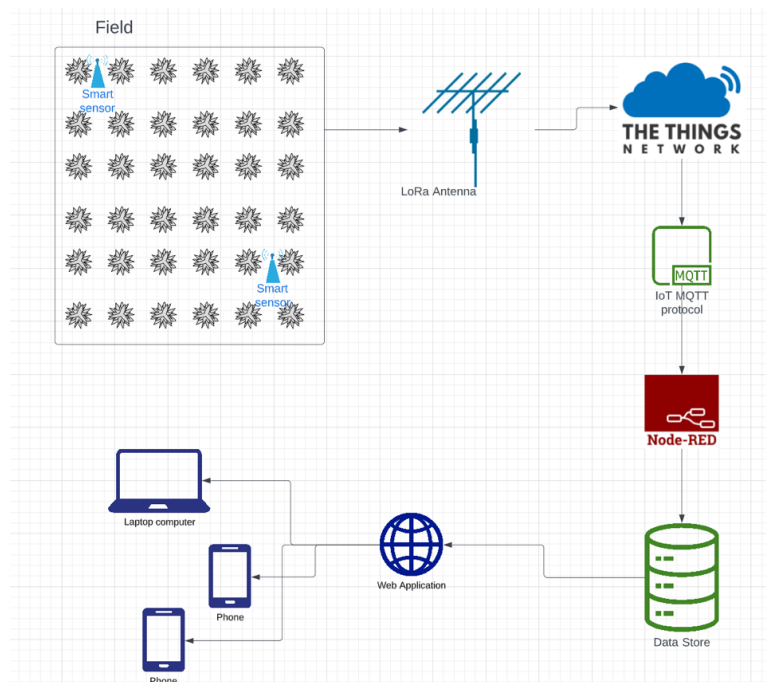 Field
Smart
sensor
Smart
sensor
LoRa Antenna
THE THINGS
NETWORK
MQTT
IoT MQTT
protocol
Node-RED
Data Store
Web Application
Laptop computer
Phone
Phone